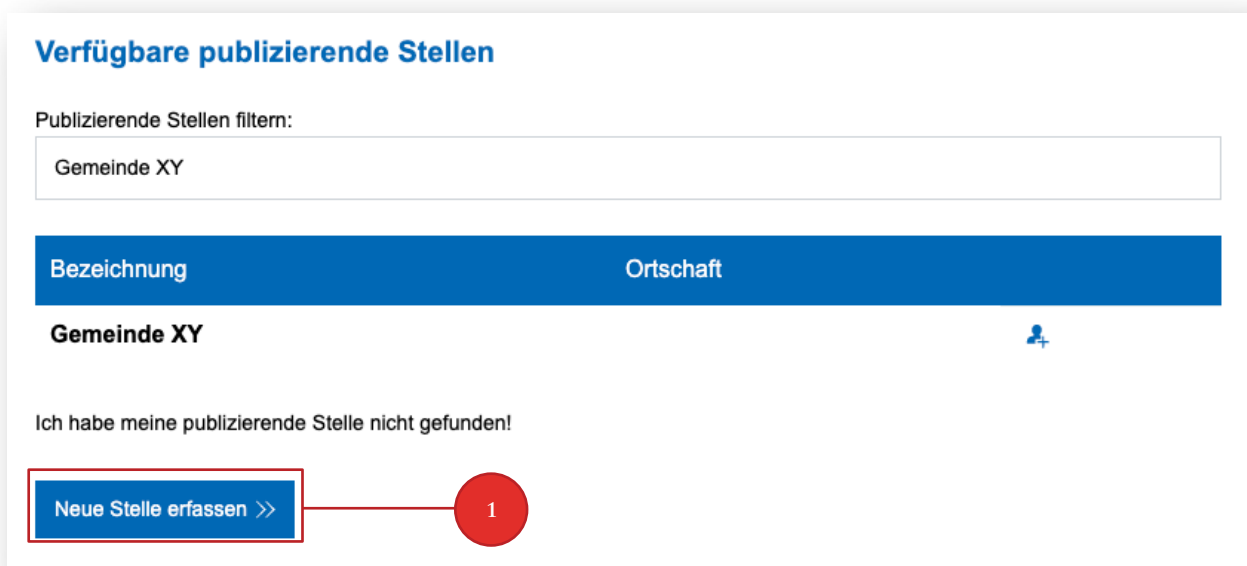 Verfügbare publizierende Stellen
Publizierende Stellen filtern:
Gemeinde XY
Bezeichnung Ortschaft
Gemeinde XY
Ich habe meine publizierende Stelle nicht gefunden!
Neue Stelle erfassen >>
1